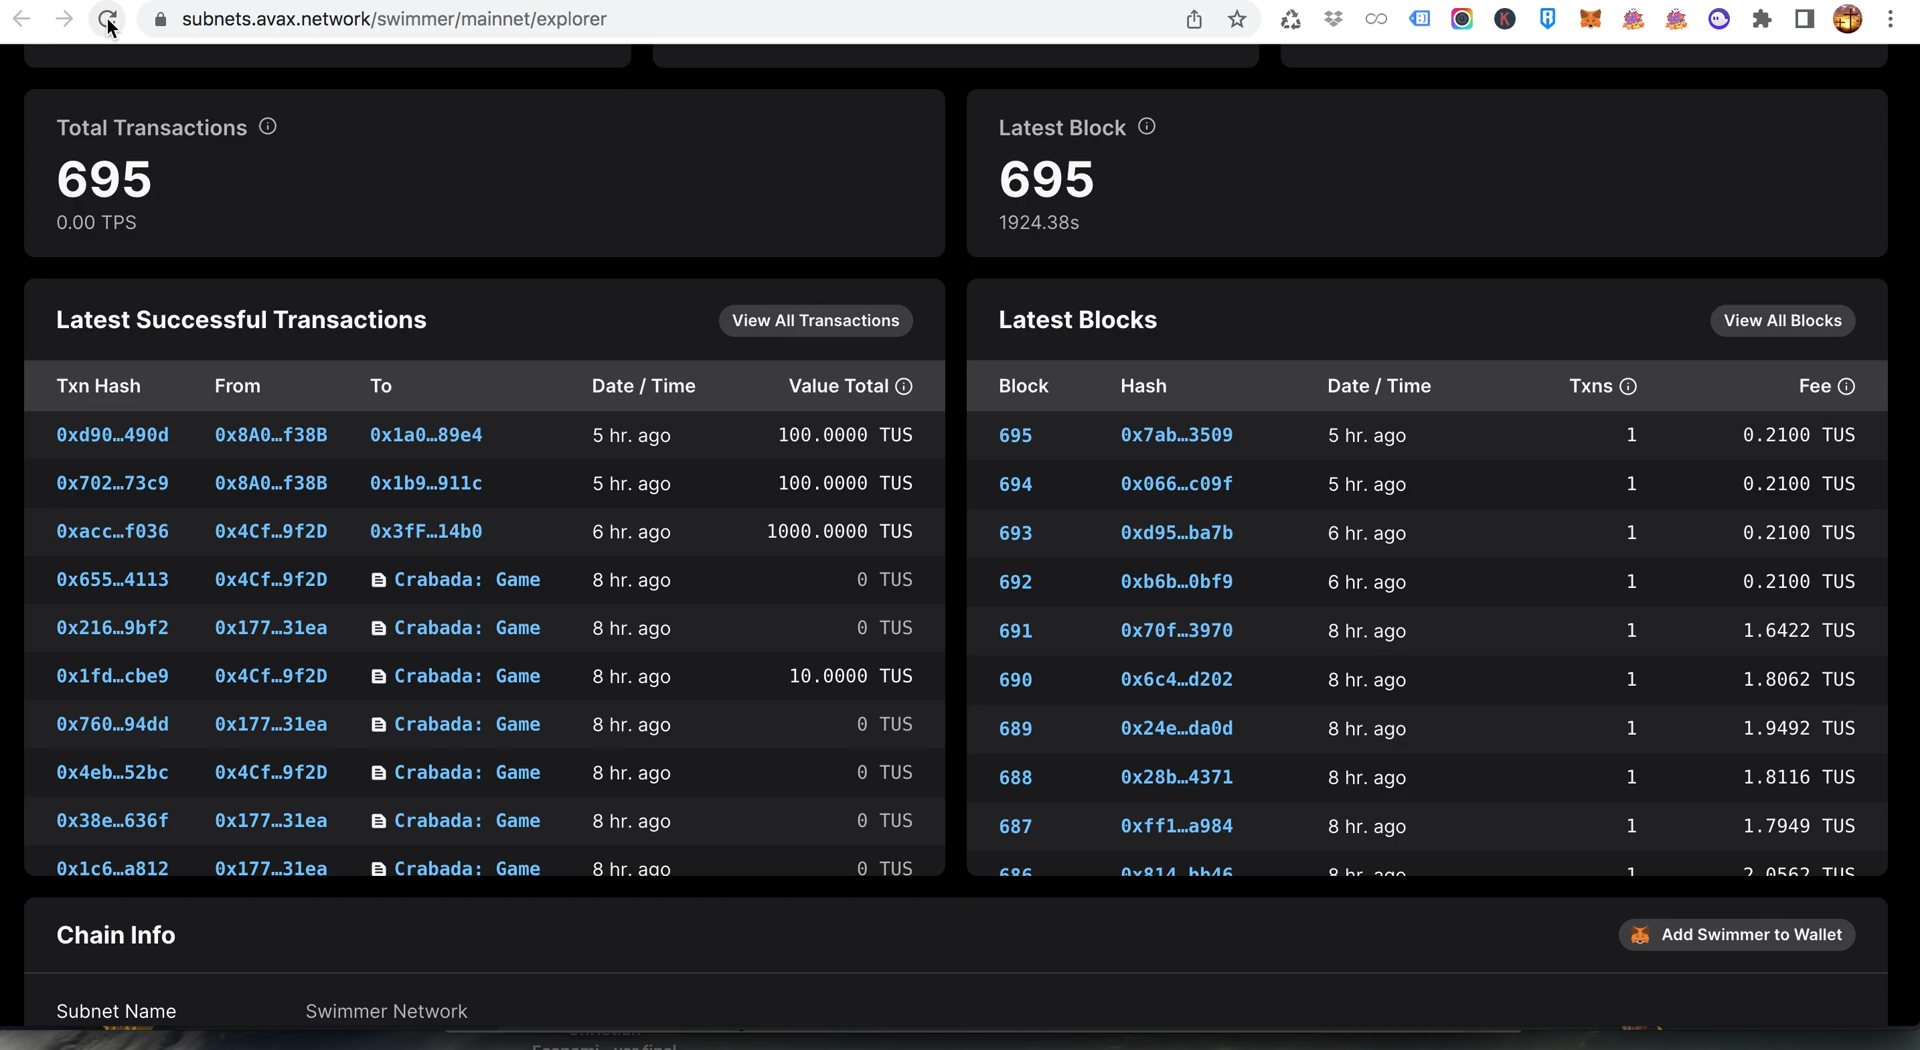 subnets.avax.network/swimmer/mainnet/explorer
Total Transactions
695
0.00 TPS
Latest Block
695
1924.38s
Latest Successful Transactions
View All Transactions
Txn Hash From To Date / Time Value Total
0xd90…490d 0x8A0…f38B 0x1a0…89e4 5 hr. ago 100.0000 TUS
0x702…73c9 0x8A0…f38B 0x1b9…911c 5 hr. ago 100.0000 TUS
0xacc…f036 0x4Cf…9f2D 0x3fF…14b0 6 hr. ago 1000.0000 TUS
0x655…4113 0x4Cf…9f2D Crabada: Game 8 hr. ago 0 TUS
0x216…9bf2 0x177…31ea Crabada: Game 8 hr. ago 0 TUS
0x1fd…cbe9 0x4Cf…9f2D Crabada: Game 8 hr. ago 10.0000 TUS
0x760…94dd 0x177…31ea Crabada: Game 8 hr. ago 0 TUS
0x4eb…52bc 0x4Cf…9f2D Crabada: Game 8 hr. ago 0 TUS
0x38e…636f 0x177…31ea Crabada: Game 8 hr. ago 0 TUS
0x1c6…a812 0x177…31ea Crabada: Game 8 hr. ago 0 TUS
Latest Blocks
View All Blocks
Block Hash Date / Time Txns Fee
695 0x7ab…3509 5 hr. ago 1 0.2100 TUS
694 0x066…c09f 5 hr. ago 1 0.2100 TUS
693 0xd95…ba7b 6 hr. ago 1 0.2100 TUS
692 0xb6b…0bf9 6 hr. ago 1 0.2100 TUS
691 0x70f…3970 8 hr. ago 1 1.6422 TUS
690 0x6c4…d202 8 hr. ago 1 1.8062 TUS
689 0x24e…da0d 8 hr. ago 1 1.9492 TUS
688 0x28b…4371 8 hr. ago 1 1.8116 TUS
687 0xff1…a984 8 hr. ago 1 1.7949 TUS
686 0x814…bb46 8 hr. ago 1 2.0562 TUS
Chain Info
Add Swimmer to Wallet
Subnet Name Swimmer Network